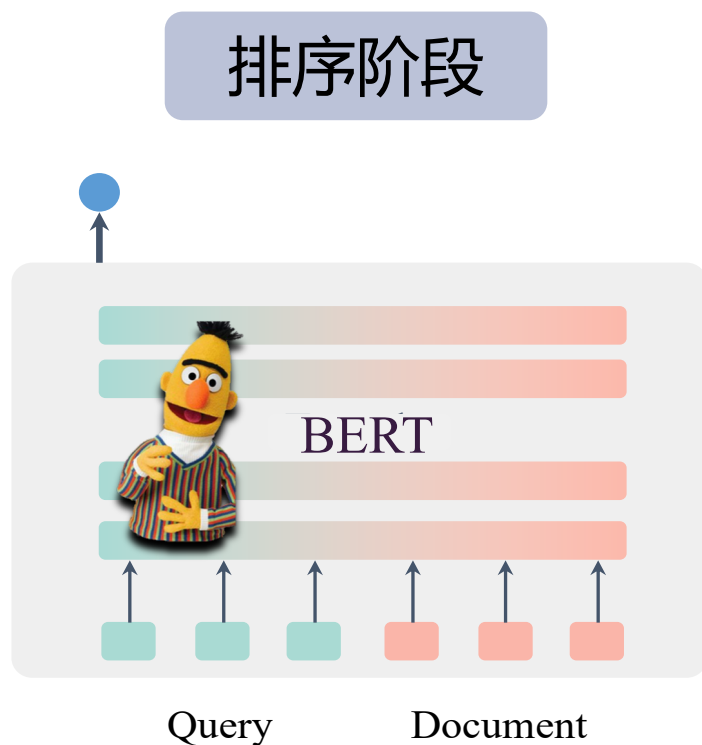 排序阶段
BERT
Query
Document